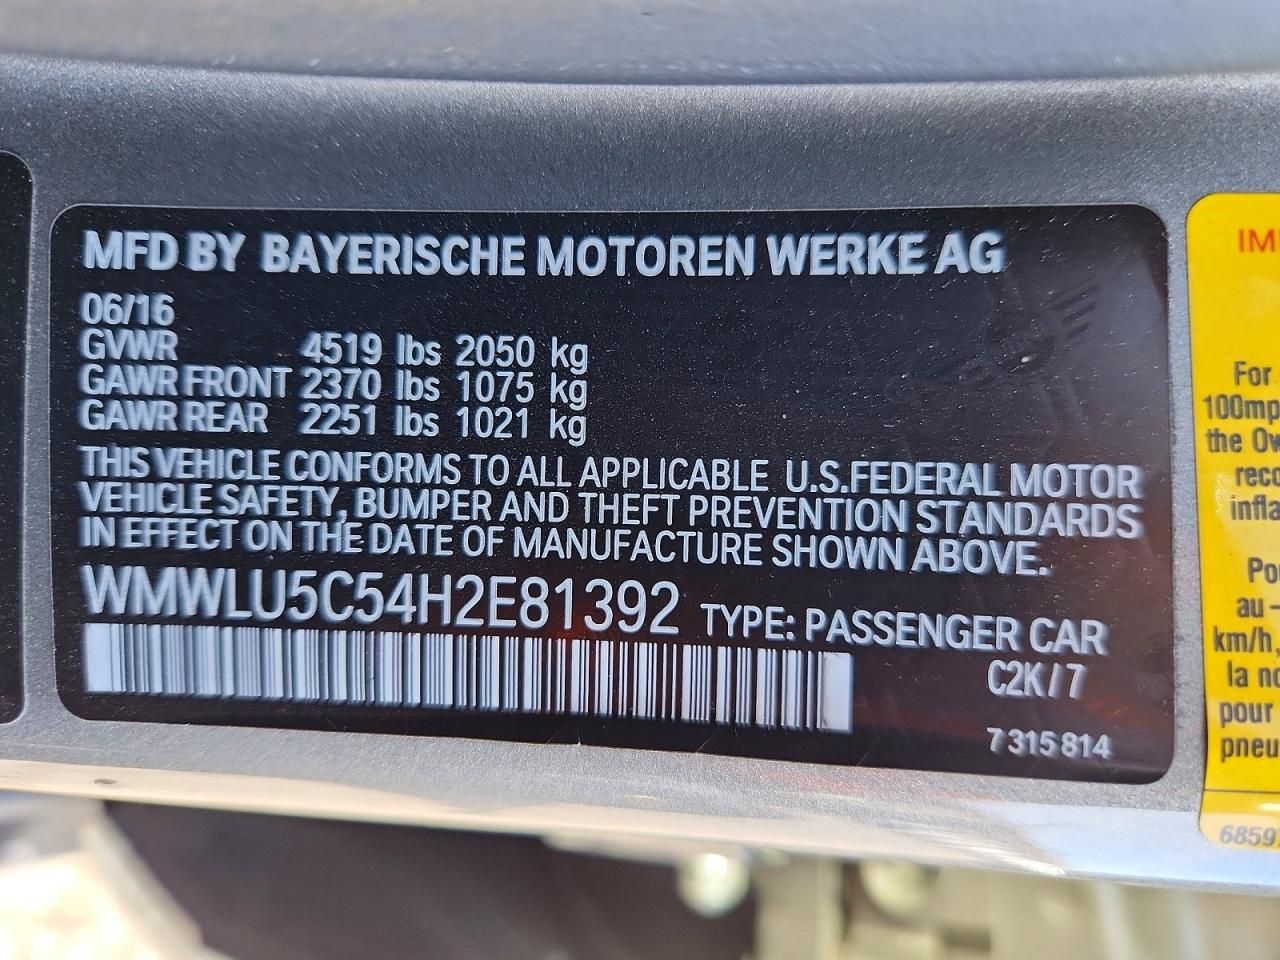 MFD BY BAYERISCHE MOTOREN WERKE AG
06/16
GVWR 4519 lbs 2050 kg
GAWR FRONT 2370 lbs 1075 kg
GAWR REAR 2251 lbs 1021 kg
THIS VEHICLE CONFORMS TO ALL APPLICABLE U.S.FEDERAL MOTOR
VEHICLE SAFETY, BUMPER AND THEFT PREVENTION STANDARDS
IN EFFECT ON THE DATE OF MANUFACTURE SHOWN ABOVE.
WMWLU5C54H2E81392 TYPE: PASSENGER CAR
C2K/7
7 315 814
IM
For
100mp
the Ow
reco
infla
Po
au –
km/h,
la no
pour
pneu
6859